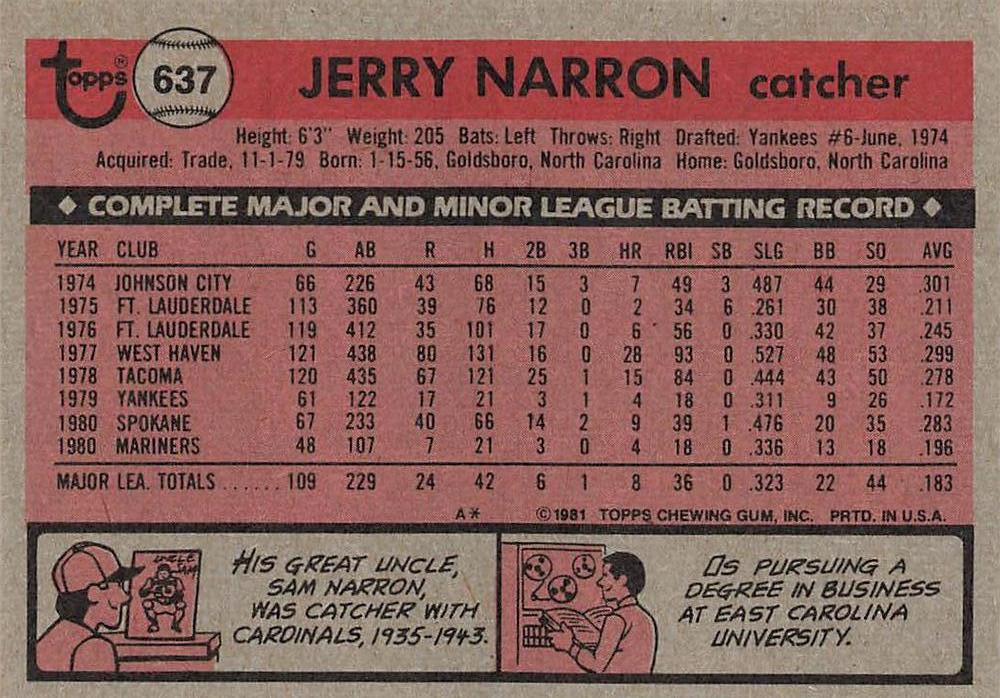 topps® 637 JERRY NARRON catcher
Height: 6'3" Weight: 205 Bats: Left Throws: Right Drafted: Yankees #6-June, 1974
Acquired: Trade, 11-1-79 Born: 1-15-56, Goldsboro, North Carolina Home: Goldsboro, North Carolina
◆ COMPLETE MAJOR AND MINOR LEAGUE BATTING RECORD ◆
YEAR CLUB G AB R H 2B 3B HR RBI SB SLG BB SO AVG
1974 JOHNSON CITY 66 226 43 68 15 3 7 49 3 .487 44 29 .301
1975 FT. LAUDERDALE 113 360 39 76 12 0 2 34 6 .261 30 38 .211
1976 FT. LAUDERDALE 119 412 35 101 17 0 6 56 0 .330 42 37 .245
1977 WEST HAVEN 121 438 80 131 16 0 28 93 0 .527 48 53 .299
1978 TACOMA 120 435 67 121 25 1 15 84 0 .444 43 50 .278
1979 YANKEES 61 122 17 21 3 1 4 18 0 .311 9 26 .172
1980 SPOKANE 67 233 40 66 14 2 9 39 1 .476 20 35 .283
1980 MARINERS 48 107 7 21 3 0 4 18 0 .336 13 18 .196
MAJOR LEA. TOTALS ...... 109 229 24 42 6 1 8 36 0 .323 22 44 .183
A* ©1981 TOPPS CHEWING GUM, INC. PRTD. IN U.S.A.
UNCLE
SAM
HIS GREAT UNCLE,
SAM NARRON,
WAS CATCHER WITH
CARDINALS, 1935-1943.
IS PURSUING A
DEGREE IN BUSINESS
AT EAST CAROLINA
UNIVERSITY.